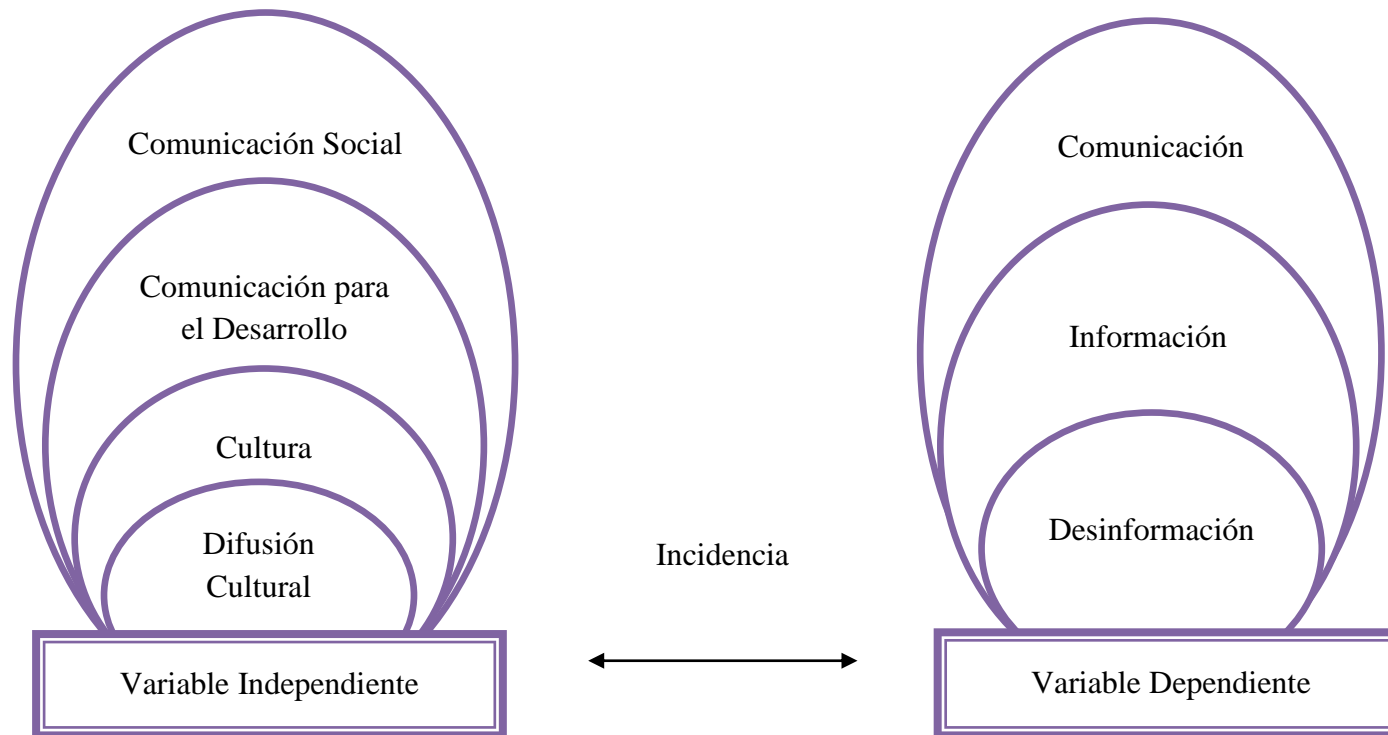 Comunicación Social
Comunicación para
el Desarrollo
Cultura
Difusión
Cultural
Variable Independiente
Incidencia
Comunicación
Información
Desinformación
Variable Dependiente